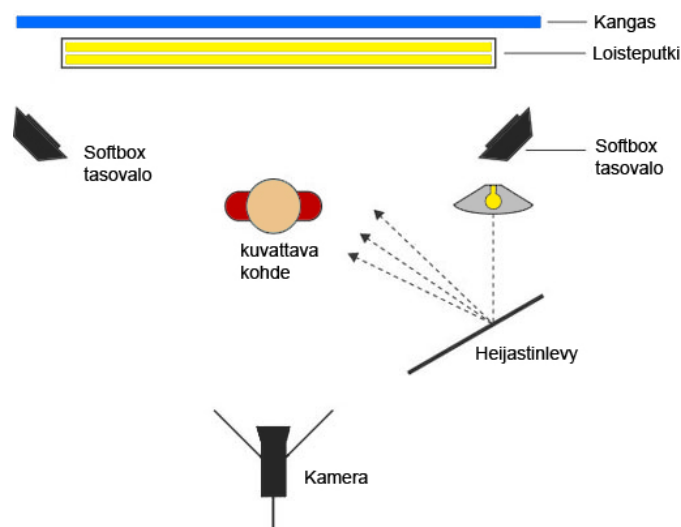 Kangas
Loisteputki
Softbox
tasovalo
Softbox
tasovalo
kuvattava
kohde
Heijastinlevy
Kamera